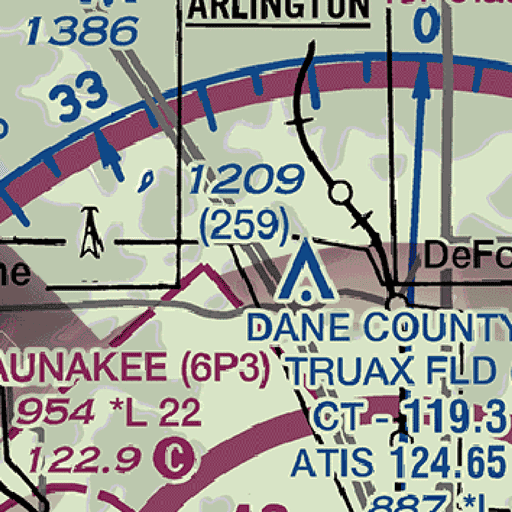 ARLINGTON
1386
0
33
1209
(259)
DeFo
ne
DANE COUNTY
AUNAKEE (6P3)
TRUAX FLD
954 *L 22
CT - 119.3
122.9 C
ATIS 124.65
887 *L